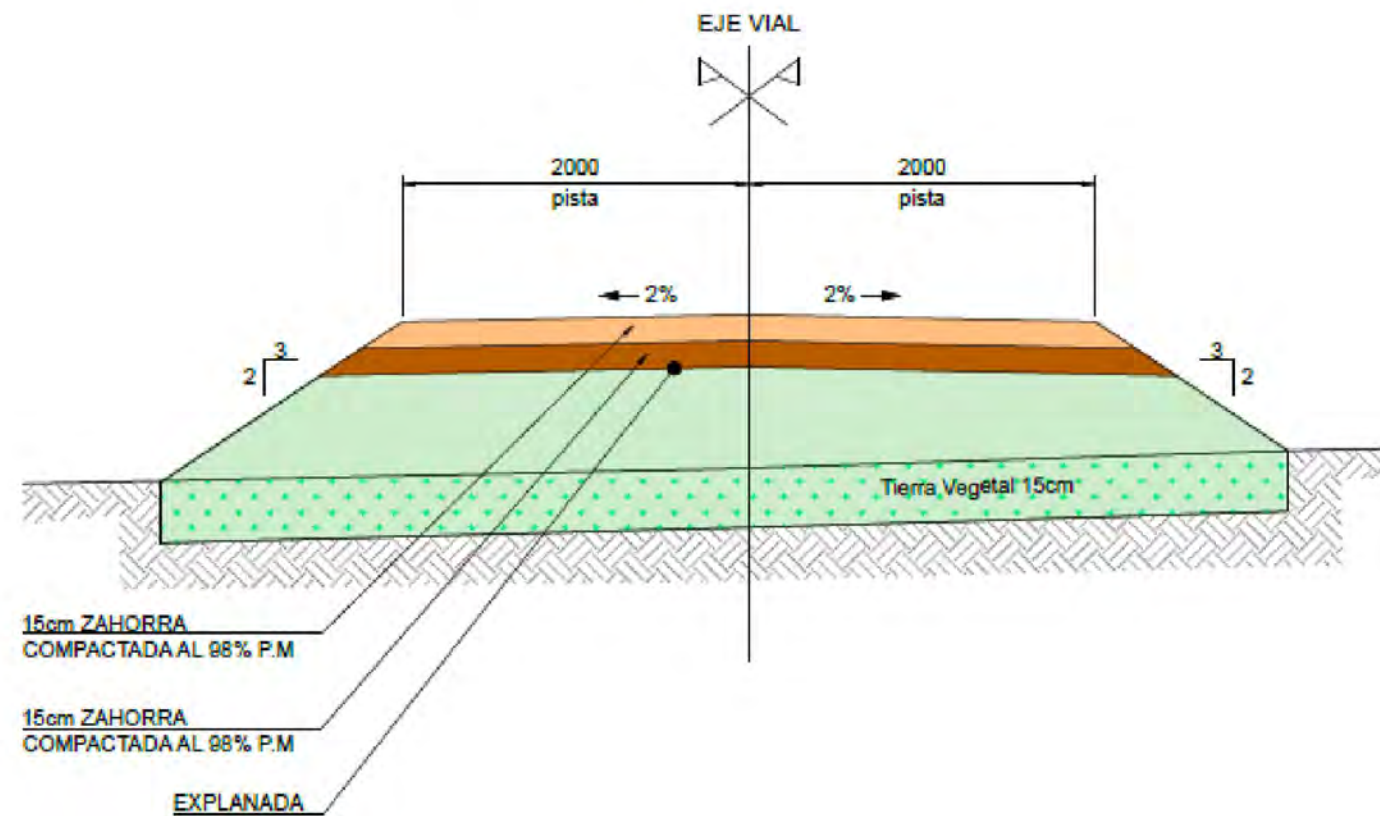 EJE VIAL
2000
2000
pista
pista
2%
2%
3
2
3
2
Tierra Vegetal 15cm
15cm ZAHORRA
COMPACTADA AL 98% P.M
15cm ZAHORRA
COMPACTADA AL 98% P.M
EXPLANADA